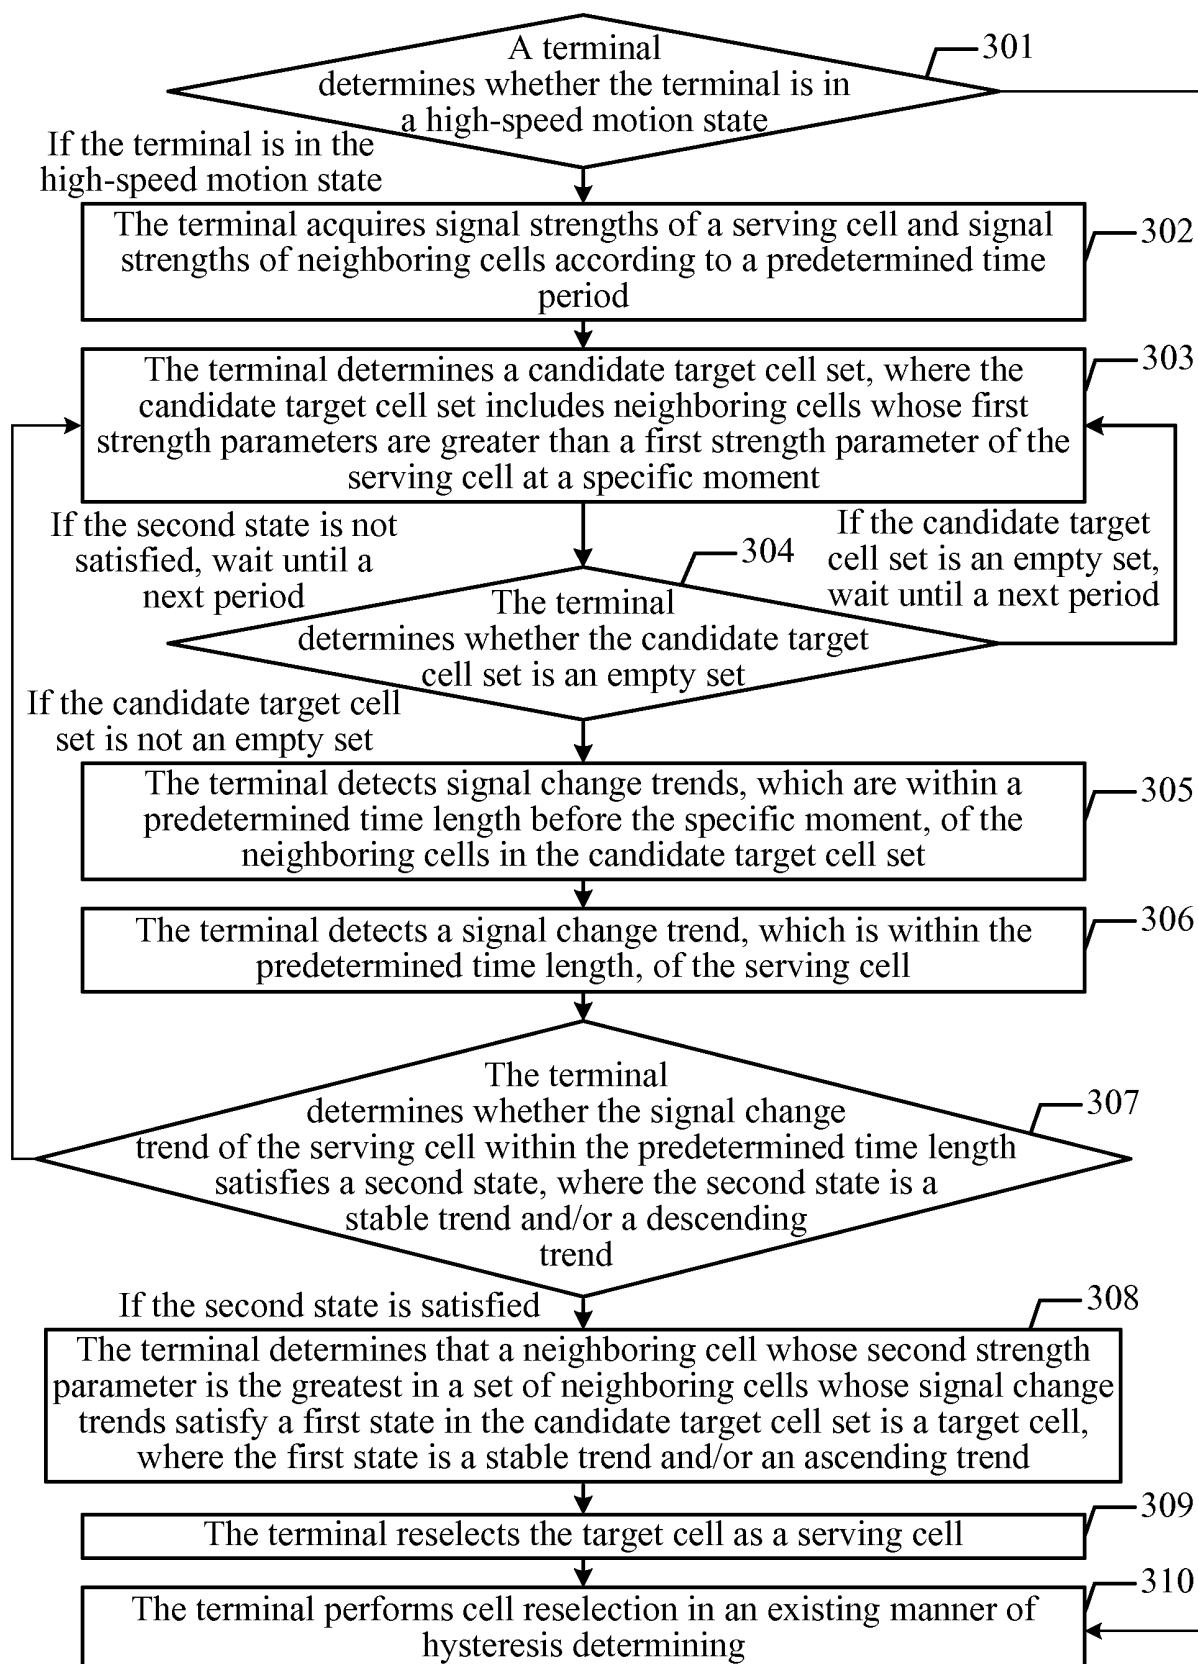 A terminal
determines whether the terminal is in
a high-speed motion state
301
If the terminal is in the
high-speed motion state
The terminal acquires signal strengths of a serving cell and signal
strengths of neighboring cells according to a predetermined time
period
302
The terminal determines a candidate target cell set, where the
candidate target cell set includes neighboring cells whose first
strength parameters are greater than a first strength parameter of the
serving cell at a specific moment
303
If the second state is not
satisfied, wait until a
next period
304
If the candidate target
cell set is an empty set,
wait until a next period
The terminal
determines whether the candidate target
cell set is an empty set
If the candidate target cell
set is not an empty set
The terminal detects signal change trends, which are within a
predetermined time length before the specific moment, of the
neighboring cells in the candidate target cell set
305
The terminal detects a signal change trend, which is within the
predetermined time length, of the serving cell
306
The terminal
determines whether the signal change
trend of the serving cell within the predetermined time length
satisfies a second state, where the second state is a
stable trend and/or a descending
trend
307
If the second state is satisfied
308
The terminal determines that a neighboring cell whose second strength
parameter is the greatest in a set of neighboring cells whose signal change
trends satisfy a first state in the candidate target cell set is a target cell,
where the first state is a stable trend and/or an ascending trend
The terminal reselects the target cell as a serving cell
309
The terminal performs cell reselection in an existing manner of
hysteresis determining
310